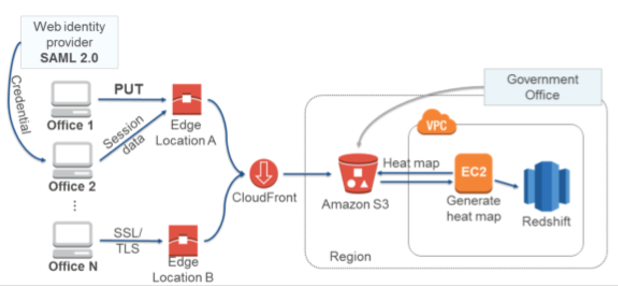 Web identity
provider
SAML 2.0
Credential
PUT
Office 1
Session
data
Edge
Location A
Office 2
⋮
SSL/
TLS
Office N
Edge
Location B
CloudFront
Government
Office
VPC
Amazon S3
Heat map
EC2
Generate
heat map
Redshift
Region